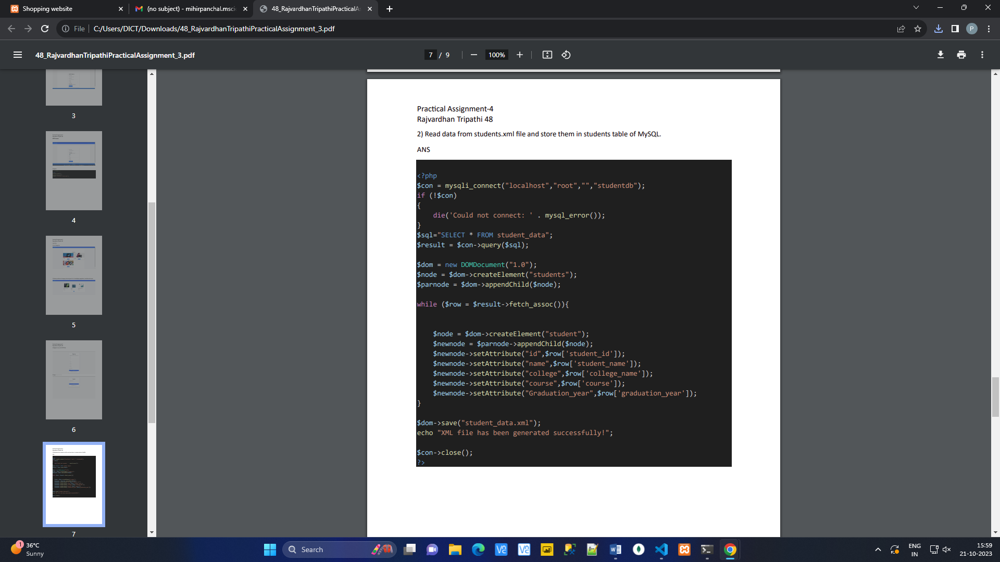 Shopping website
(no subject) - mihirpanchal.msci
48_RajvardhanTripathiPracticalA
File
C:/Users/DICT/Downloads/48_RajvardhanTripathiPracticalAssignment_3.pdf
P
48_RajvardhanTripathiPracticalAssignment_3.pdf
7 / 9
100%
3
4
5
6
7
Practical Assignment-4
Rajvardhan Tripathi 48
2) Read data from students.xml file and store them in students table of MySQL.
ANS
<?php
$con = mysqli_connect("localhost","root","","studentdb");
if (!$con)
{
    die('Could not connect: ' . mysql_error());
}
$sql="SELECT * FROM student_data";
$result = $con->query($sql);
$dom = new DOMDocument("1.0");
$node = $dom->createElement("students");
$parnode = $dom->appendChild($node);
while ($row = $result->fetch_assoc()){
    $node = $dom->createElement("student");
    $newnode = $parnode->appendChild($node);
    $newnode->setAttribute("id",$row['student_id']);
    $newnode->setAttribute("name",$row['student_name']);
    $newnode->setAttribute("college",$row['college_name']);
    $newnode->setAttribute("course",$row['course']);
    $newnode->setAttribute("Graduation_year",$row['graduation_year']);
}
$dom->save("student_data.xml");
echo "XML file has been generated successfully!";
$con->close();
?>
1
36°C
Sunny
Search
ENG
IN
15:59
21-10-2023